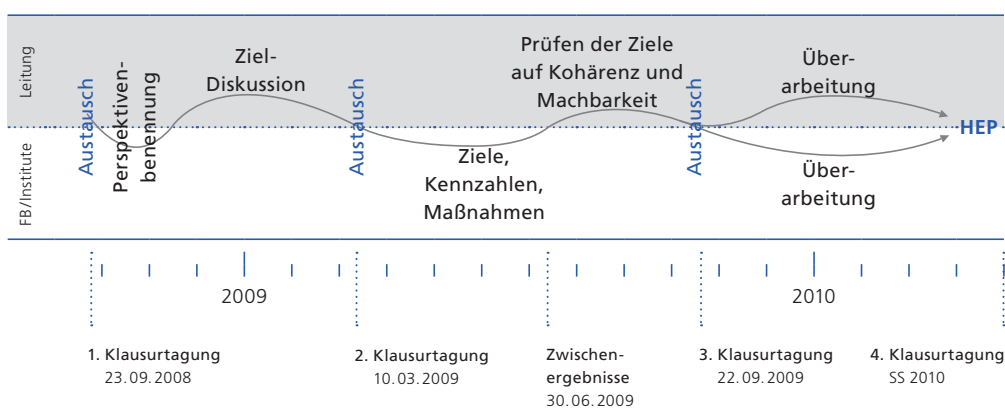 Leitung
FB/Institute
Austausch
Perspektiven-
benennung
Ziel-
Diskussion
Austausch
Ziele,
Kennzahlen,
Maßnahmen
Prüfen der Ziele
auf Kohärenz und
Machbarkeit
Austausch
Über-
arbeitung
Über-
arbeitung
HEP
2009
2010
1. Klausurtagung
23.09.2008
2. Klausurtagung
10.03.2009
Zwischen-
ergebnisse
30.06.2009
3. Klausurtagung
22.09.2009
4. Klausurtagung
SS 2010